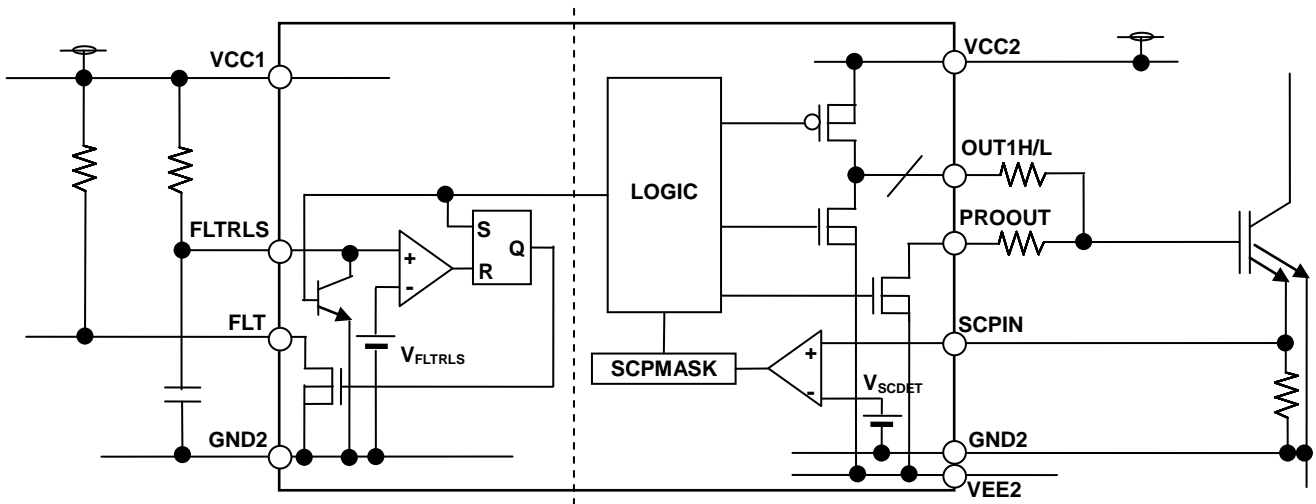 VCC1
VCC2
OUT1H/L
LOGIC
PROOUT
FLTRLS
S
Q
+
R
-
FLT
SCPIN
VFLTRLS
+
SCPMASK
VSCDET
-
GND2
GND2
VEE2